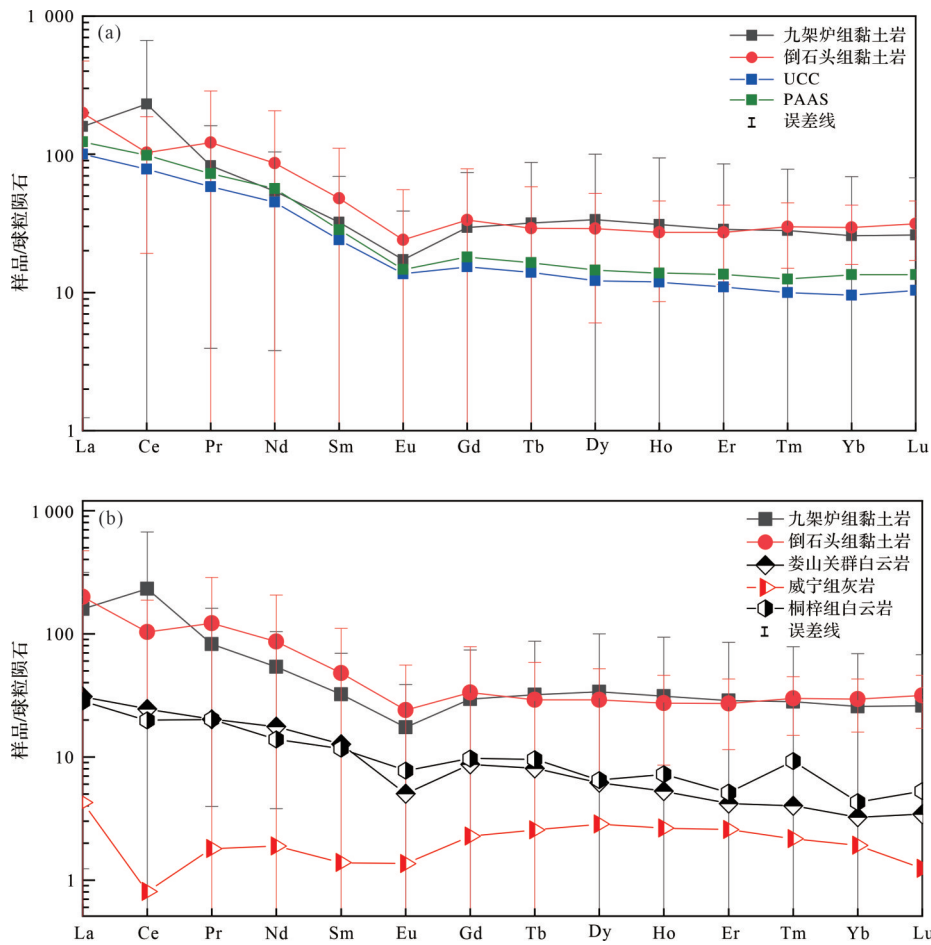 (a)
1 000
100
10
1
样品/球粒陨石
九架炉组黏土岩
倒石头组黏土岩
UCC
PAAS
误差线
La Ce Pr Nd Sm Eu Gd Tb Dy Ho Er Tm Yb Lu
(b)
1 000
100
10
1
样品/球粒陨石
九架炉组黏土岩
倒石头组黏土岩
娄山关群白云岩
威宁组灰岩
桐梓组白云岩
误差线
La Ce Pr Nd Sm Eu Gd Tb Dy Ho Er Tm Yb Lu